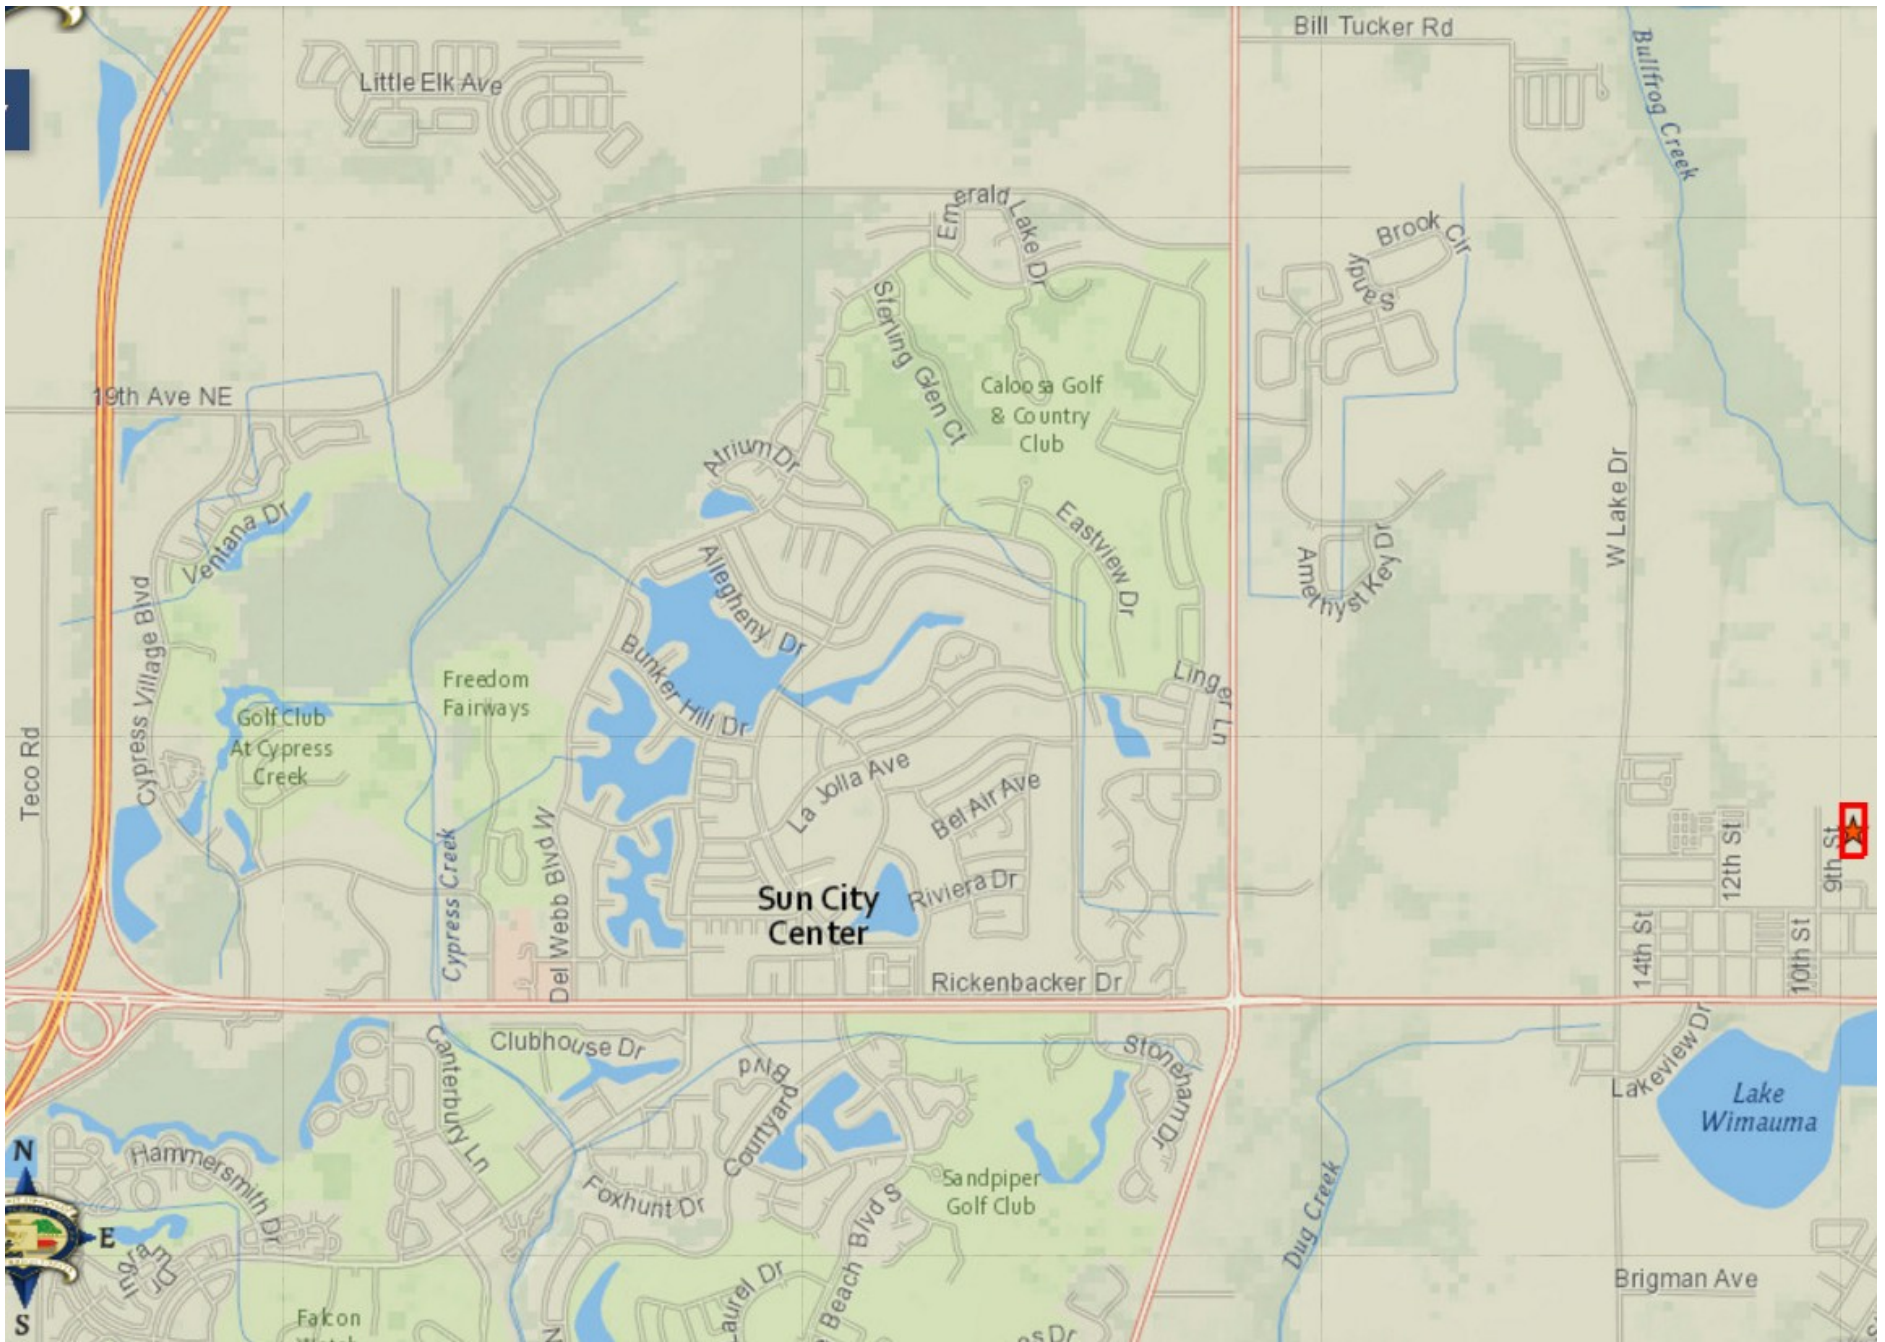 Bill Tucker Rd
Bullfrog Creek
Little Elk Ave
Emerald Lake Dr
Brook Cir
Sandy
Sterling Glen Ct
Caloosa Golf
& Country
Club
19th Ave NE
Atrium Dr
W Lake Dr
Ventana Dr
Eastview Dr
Amethyst Key Dr
Allegheny Dr
Cypress Village Blvd
Bunker Hill Dr
Freedom
Fairways
Linger Ln
Golf Club
At Cypress
Creek
Teco Rd
La Jolla Ave
Bel Air Ave
Del Webb Blvd W
Cypress Creek
12th St
9th St
Sun City
Center
Riviera Dr
14th St
10th St
Rickenbacker Dr
Canterbury Ln
Clubhouse Dr
Courtyard Blvd
Stoneham Dr
Lakeview Dr
Lake
Wimauma
N
Hammersmith Dr
Foxhunt Dr
Sandpiper
Golf Club
Dug Creek
E
Ingram Dr
Beach Blvd S
Laurel Dr
Brigman Ave
Falcon
S
es Dr
N